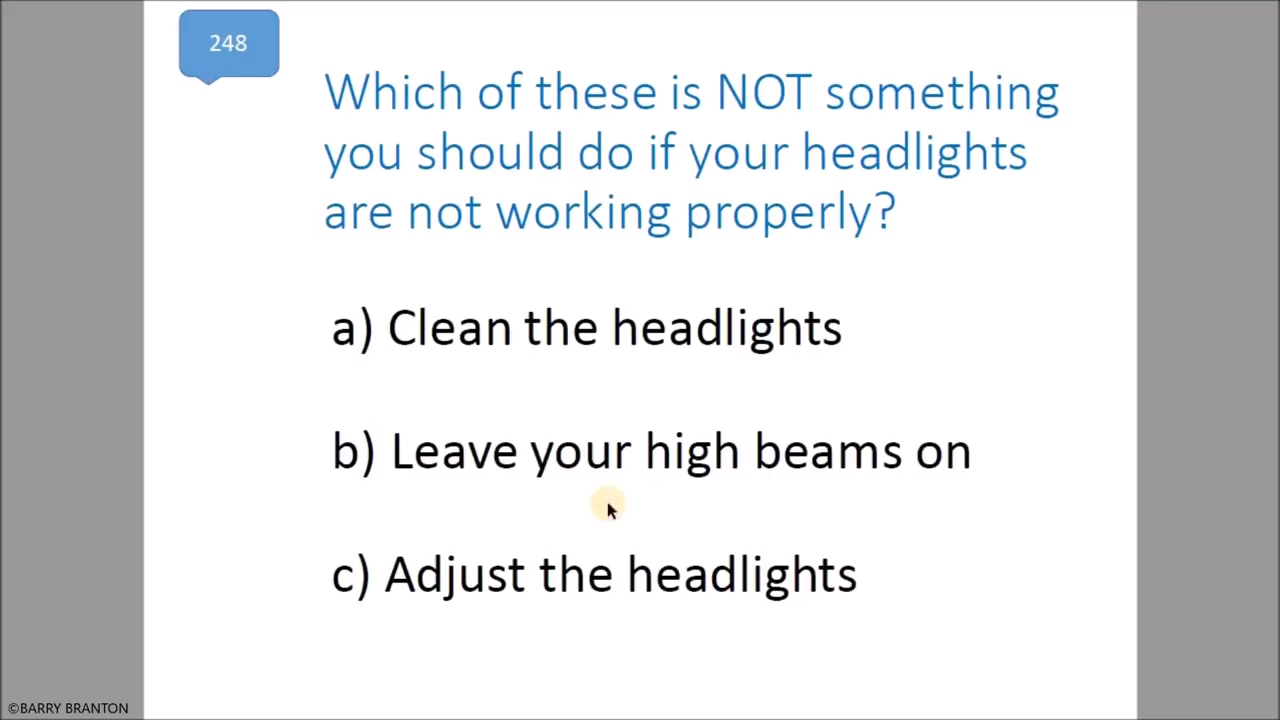 248
Which of these is NOT something
you should do if your headlights
are not working properly?
a) Clean the headlights
b) Leave your high beams on
c) Adjust the headlights
©BARRY BRANTON